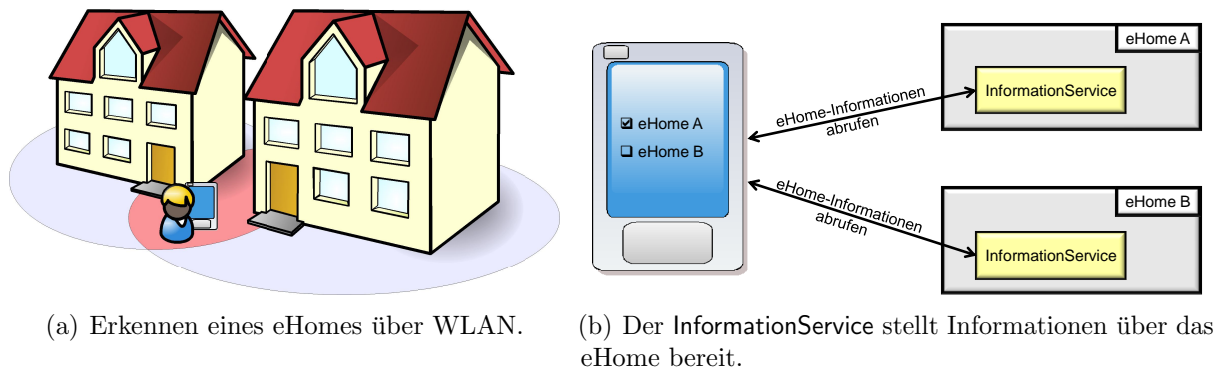 eHome A
eHome B
eHome-Informationen
abrufen
eHome A
InformationService
eHome-Informationen
abrufen
eHome B
InformationService
(a) Erkennen eines eHomes über WLAN.
(b) Der InformationService stellt Informationen über das
eHome bereit.